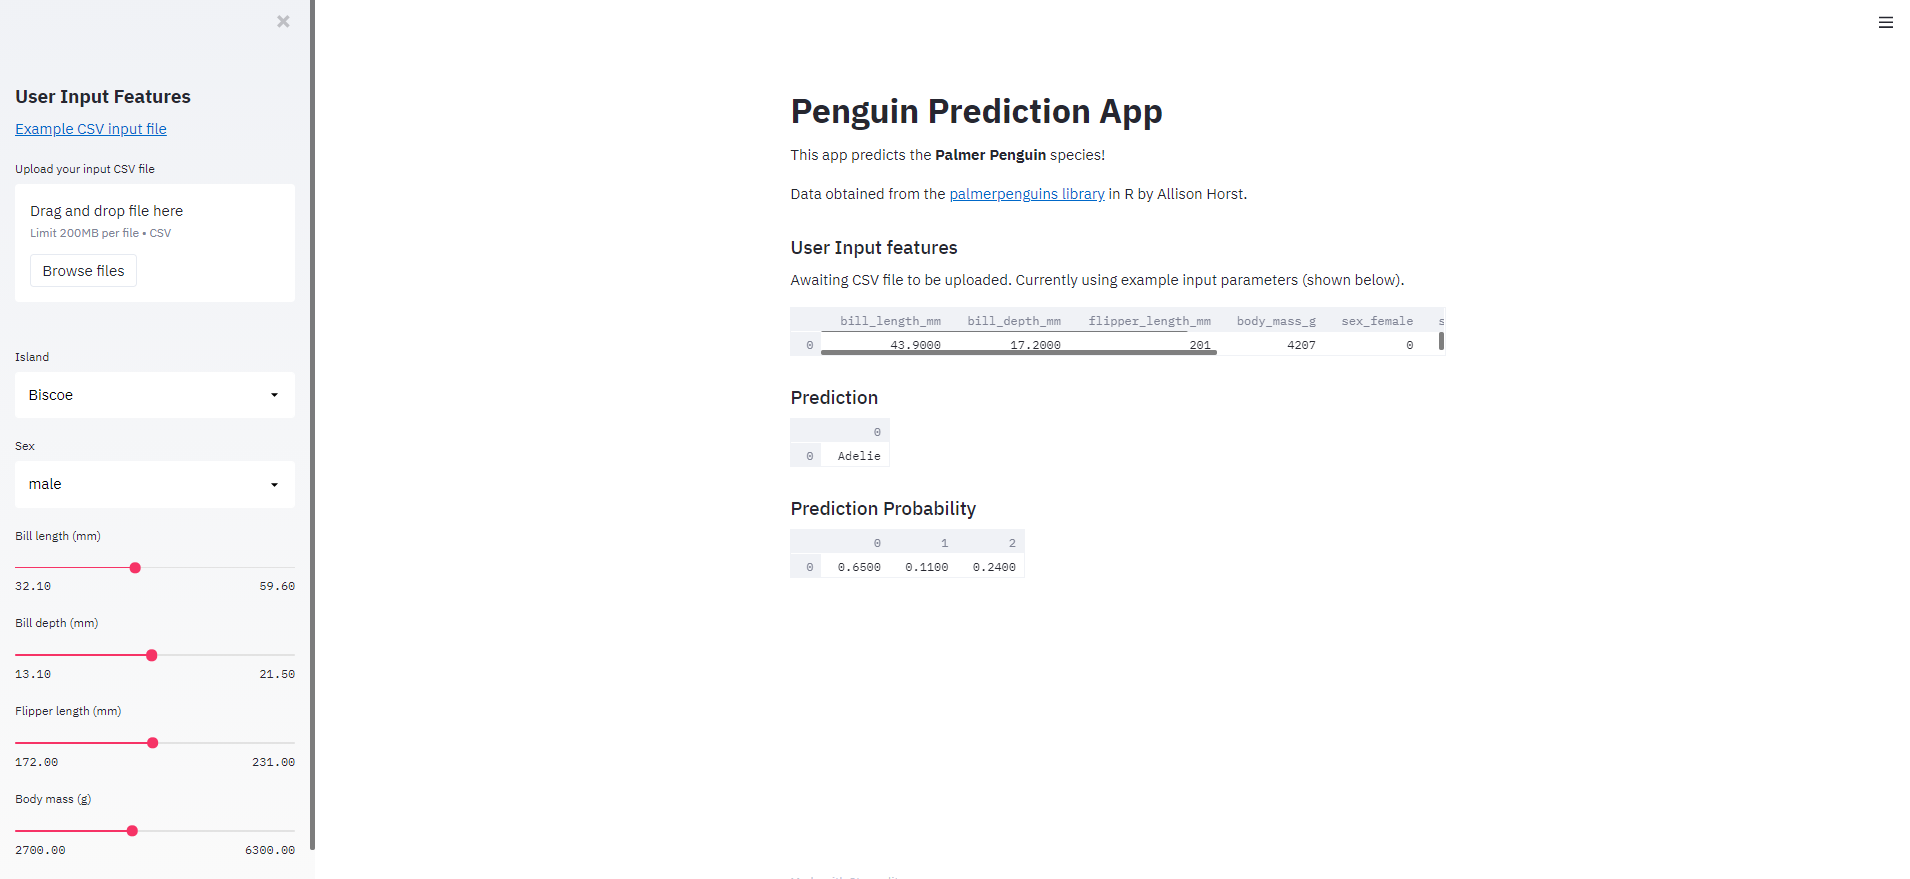 ×
User Input Features
Example CSV input file
Upload your input CSV file
Drag and drop file here
Limit 200MB per file • CSV
Browse files
Island
Biscoe
Sex
male
Bill length (mm)
32.10 59.60
Bill depth (mm)
13.10 21.50
Flipper length (mm)
172.00 231.00
Body mass (g)
2700.00 6300.00
Penguin Prediction App
This app predicts the Palmer Penguin species!
Data obtained from the palmerpenguins library in R by Allison Horst.
User Input features
Awaiting CSV file to be uploaded. Currently using example input parameters (shown below).
bill_length_mm bill_depth_mm flipper_length_mm body_mass_g sex_female s
0 43.9000 17.2000 201 4207 0
Prediction
0
0 Adelie
Prediction Probability
0 1 2
0 0.6500 0.1100 0.2400